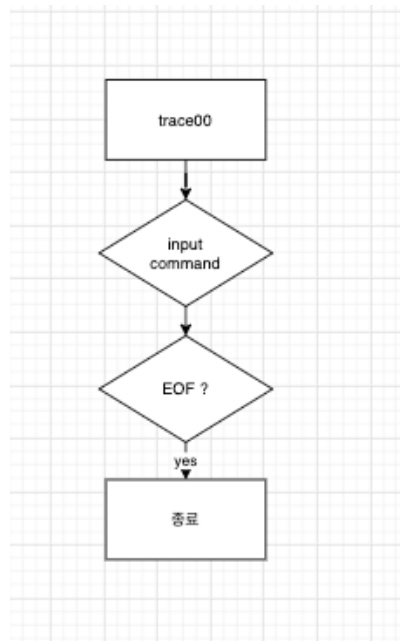 trace00
input
command
EOF ?
yes
종료